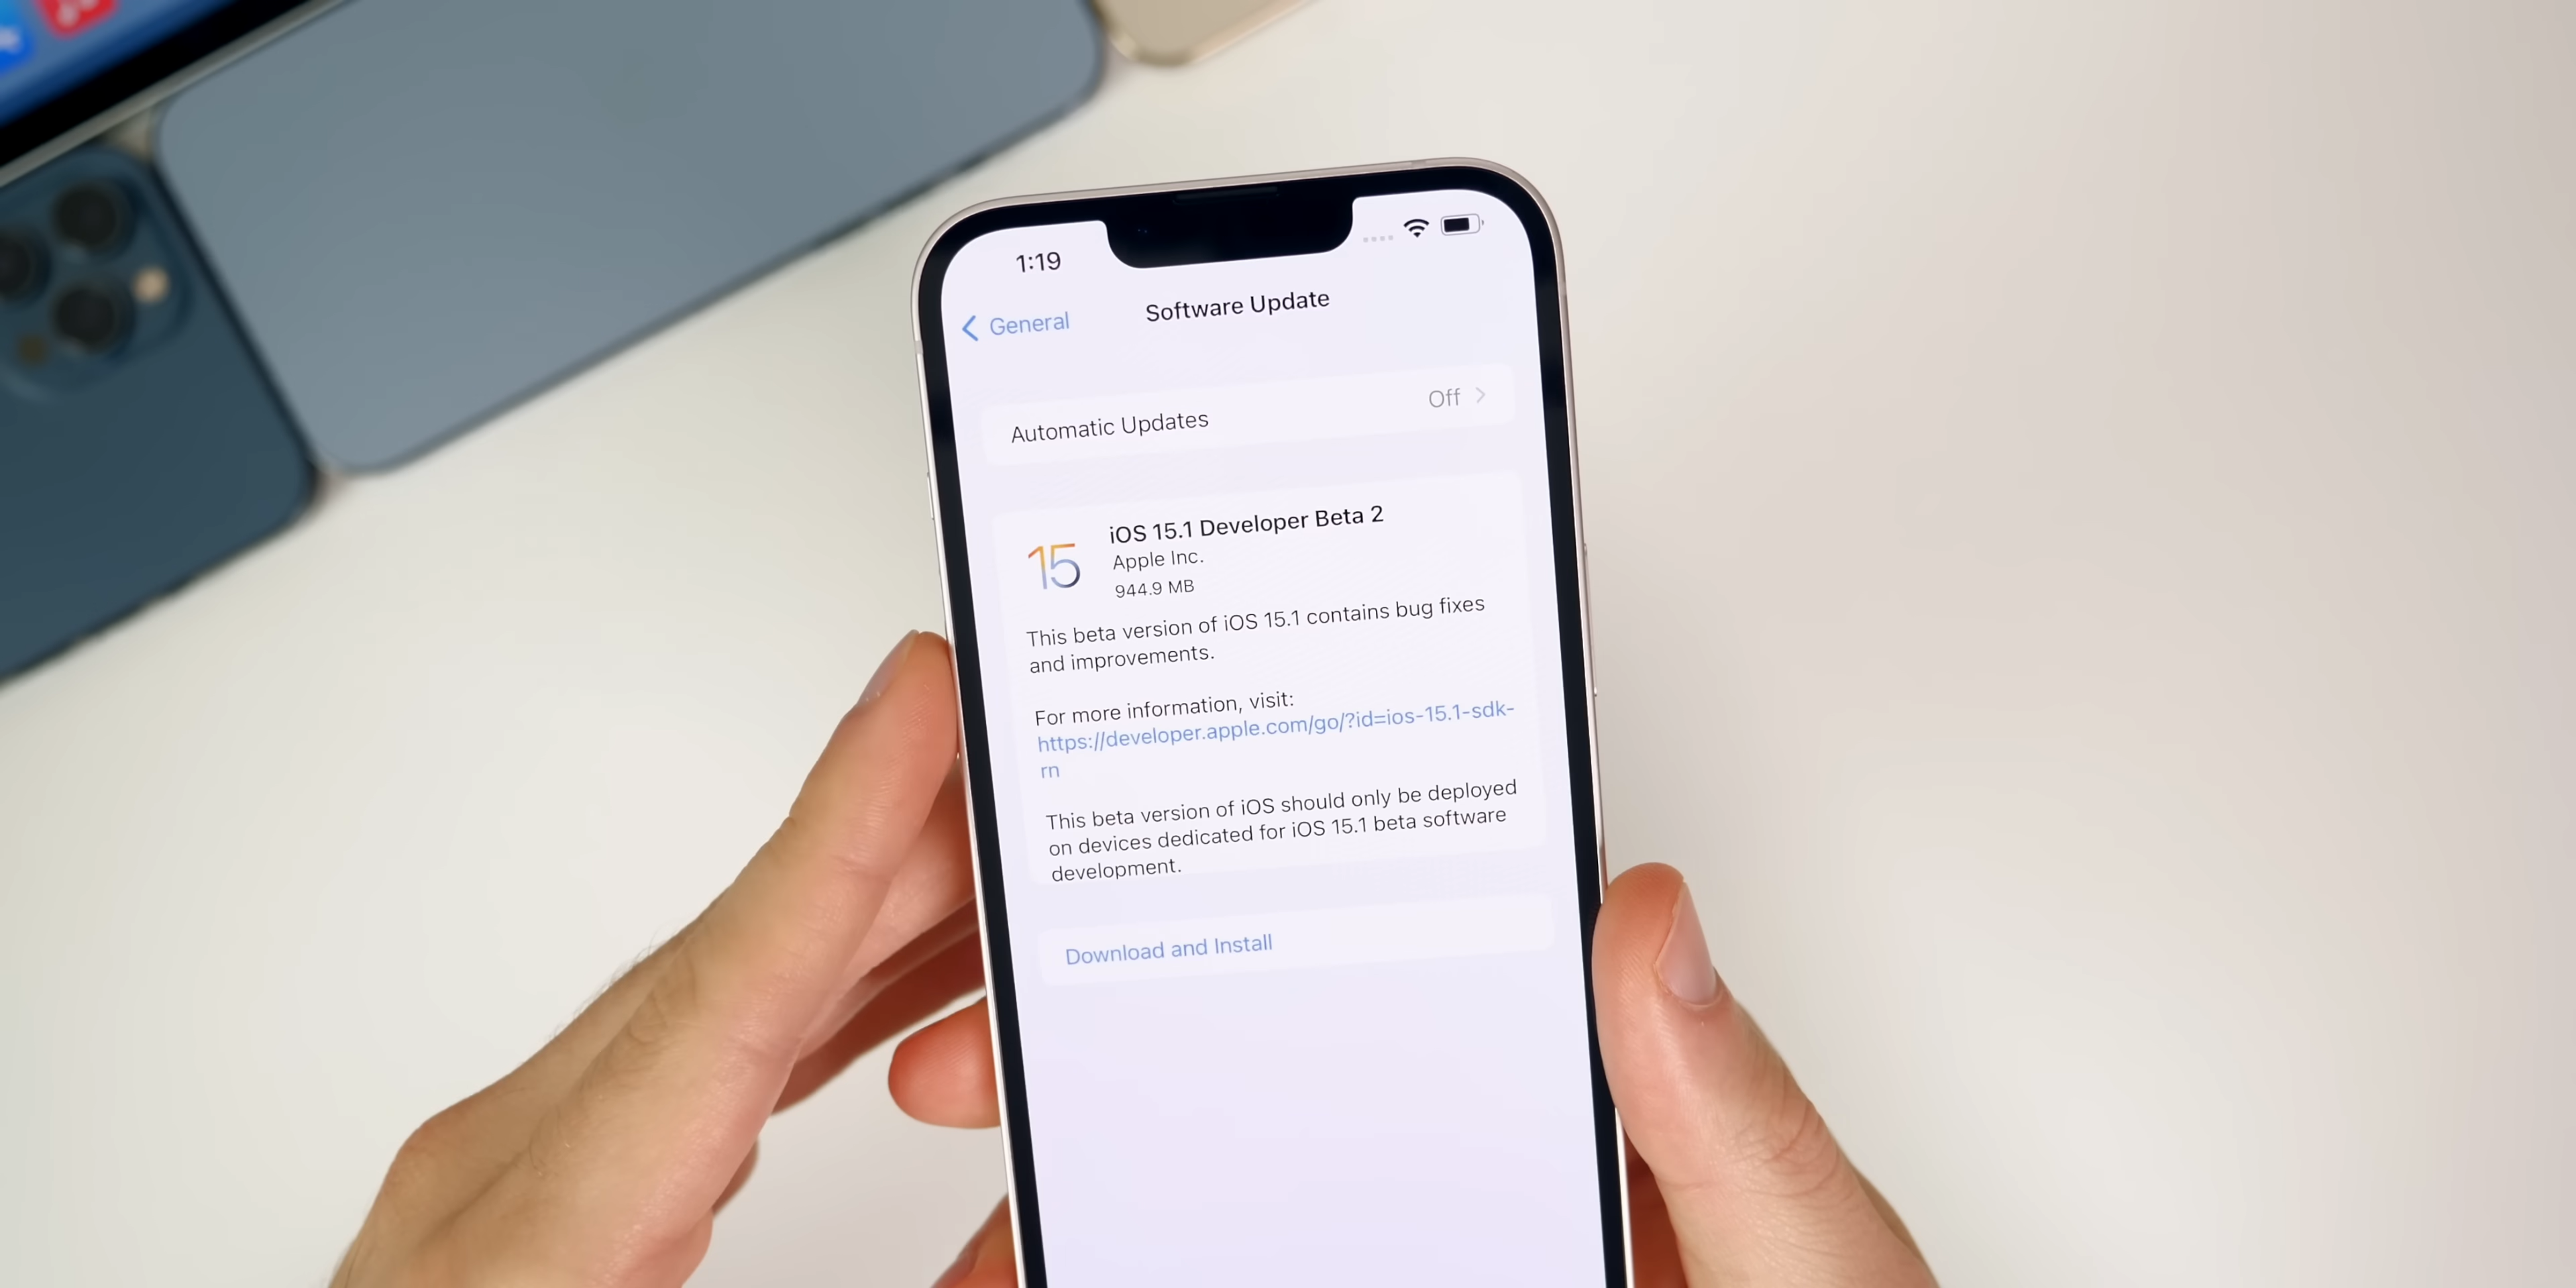 1:19
General
Software Update
Automatic Updates
Off
15
iOS 15.1 Developer Beta 2
Apple Inc.
944.9 MB
This beta version of iOS 15.1 contains bug fixes
and improvements.
For more information, visit:
https://developer.apple.com/go/?id=ios-15.1-sdk-
rn
This beta version of iOS should only be deployed
on devices dedicated for iOS 15.1 beta software
development.
Download and Install